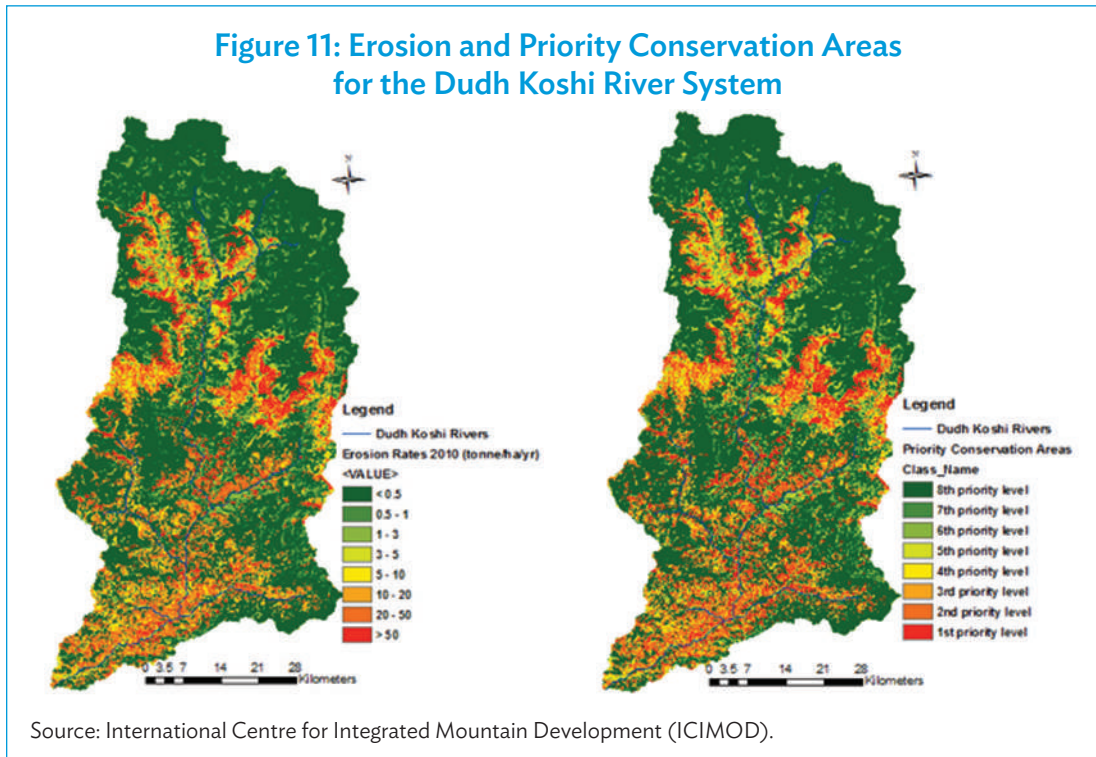 Figure 11: Erosion and Priority Conservation Areas
for the Dudh Koshi River System
N
Legend
Dudh Koshi Rivers
Erosion Rates 2010 (tonne/ha/yr)
<VALUE>
< 0.5
0.5 - 1
1 - 3
3 - 5
5 - 10
10 - 20
20 - 50
> 50
0 3.5 7 14 21 28
Kilometers
N
Legend
Dudh Koshi Rivers
Priority Conservation Areas
Class_Name
8th priority level
7th priority level
6th priority level
5th priority level
4th priority level
3rd priority level
2nd priority level
1st priority level
0 3.5 7 14 21 28
Kilometers
Source: International Centre for Integrated Mountain Development (ICIMOD).